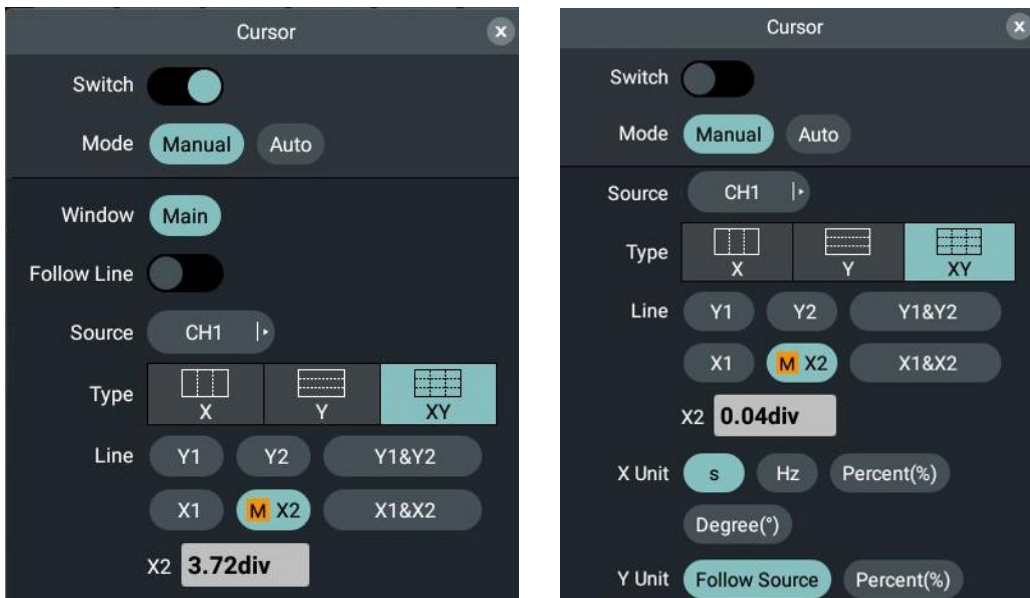 Cursor
X
Switch
Mode Manual Auto
Window Main
Follow Line
Source CH1
Type X Y XY
Line Y1 Y2 Y1&Y2
X1 M X2 X1&X2
X2 3.72div
Cursor
X
Switch
Mode Manual Auto
Source CH1
Type X Y XY
Line Y1 Y2 Y1&Y2
X1 M X2 X1&X2
X2 0.04div
X Unit s Hz Percent(%)
Degree(°)
Y Unit Follow Source Percent(%)